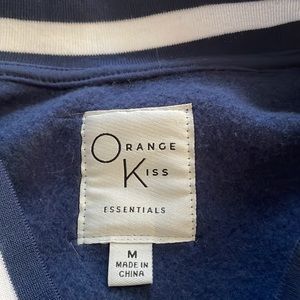 ORANGE
KISS
ESSENTIALS
M
MADE IN
CHINA